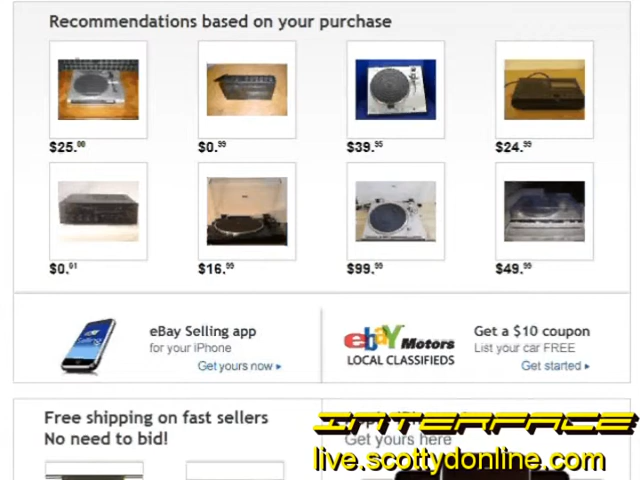 Recommendations based on your purchase
$25.00
$0.99
$39.95
$24.99
$0.01
$16.99
$99.99
$49.99
eBay Selling app
for your iPhone
Get yours now
ebay Motors
LOCAL CLASSIFIEDS
Get a $10 coupon
List your car FREE
Get started
Free shipping on fast sellers
No need to bid!
Get yours here
INTERFACE
live.scottydonline.com